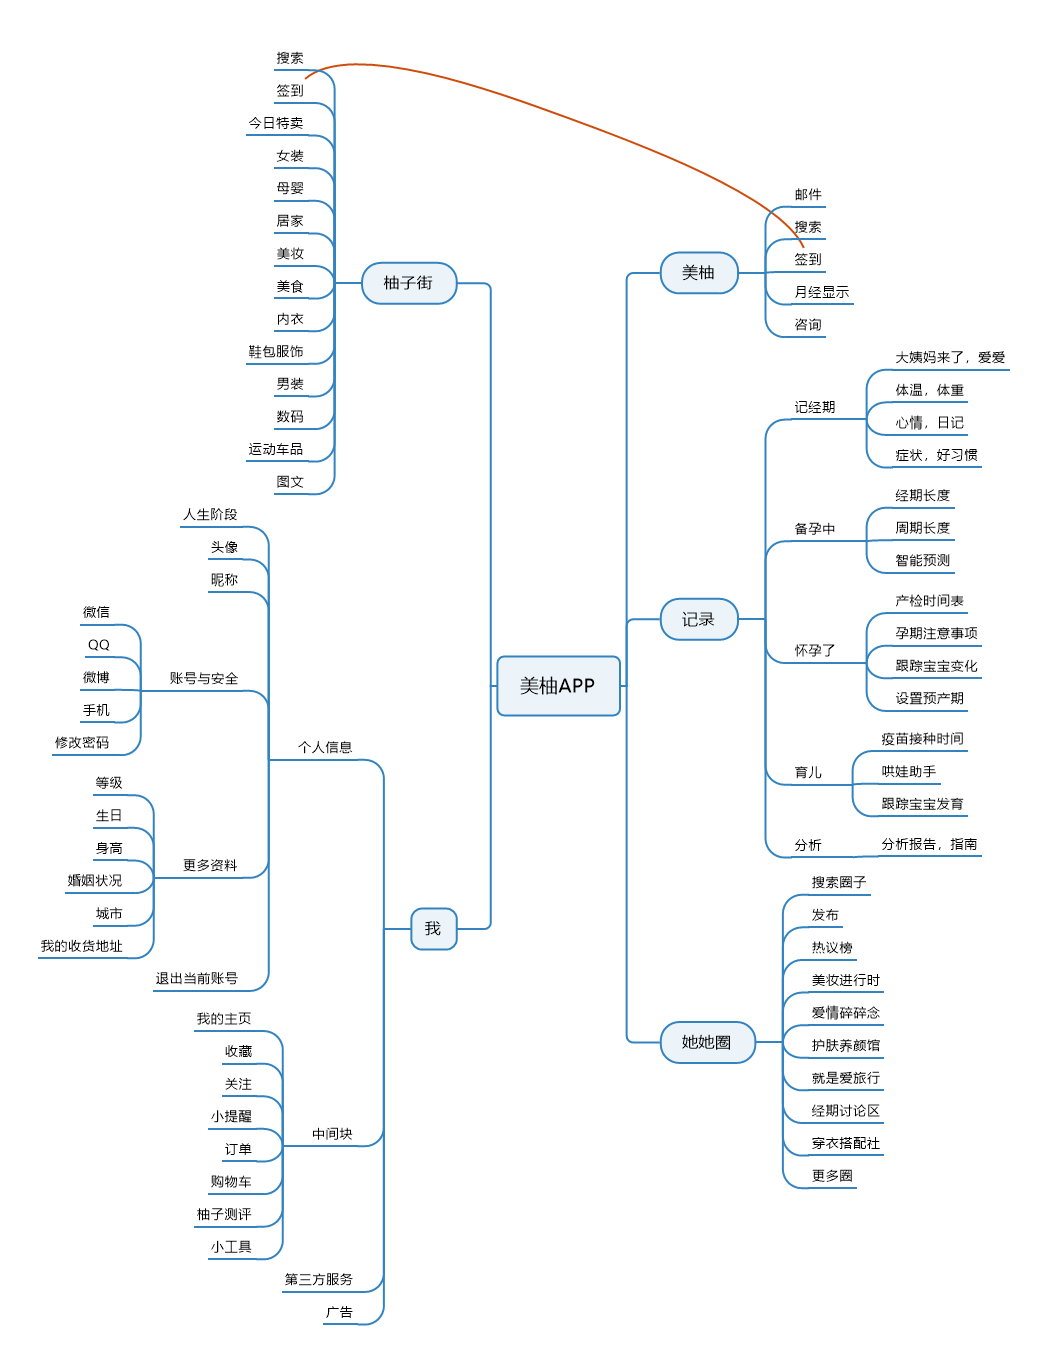 美柚APP
美柚
邮件
搜索
签到
月经显示
咨询
记录
记经期
大姨妈来了，爱爱
体温，体重
心情，日记
症状，好习惯
备孕中
经期长度
周期长度
智能预测
怀孕了
产检时间表
孕期注意事项
跟踪宝宝变化
设置预产期
育儿
疫苗接种时间
哄娃助手
跟踪宝宝发育
分析
分析报告，指南
她她圈
搜索圈子
发布
热议榜
美妆进行时
爱情碎碎念
护肤养颜馆
就是爱旅行
经期讨论区
穿衣搭配社
更多圈
柚子街
搜索
签到
今日特卖
女装
母婴
居家
美妆
美食
内衣
鞋包服饰
男装
数码
运动车品
图文
我
个人信息
人生阶段
头像
昵称
账号与安全
微信
QQ
微博
手机
修改密码
更多资料
等级
生日
身高
婚姻状况
城市
我的收货地址
退出当前账号
中间块
我的主页
收藏
关注
小提醒
订单
购物车
柚子测评
小工具
第三方服务
广告